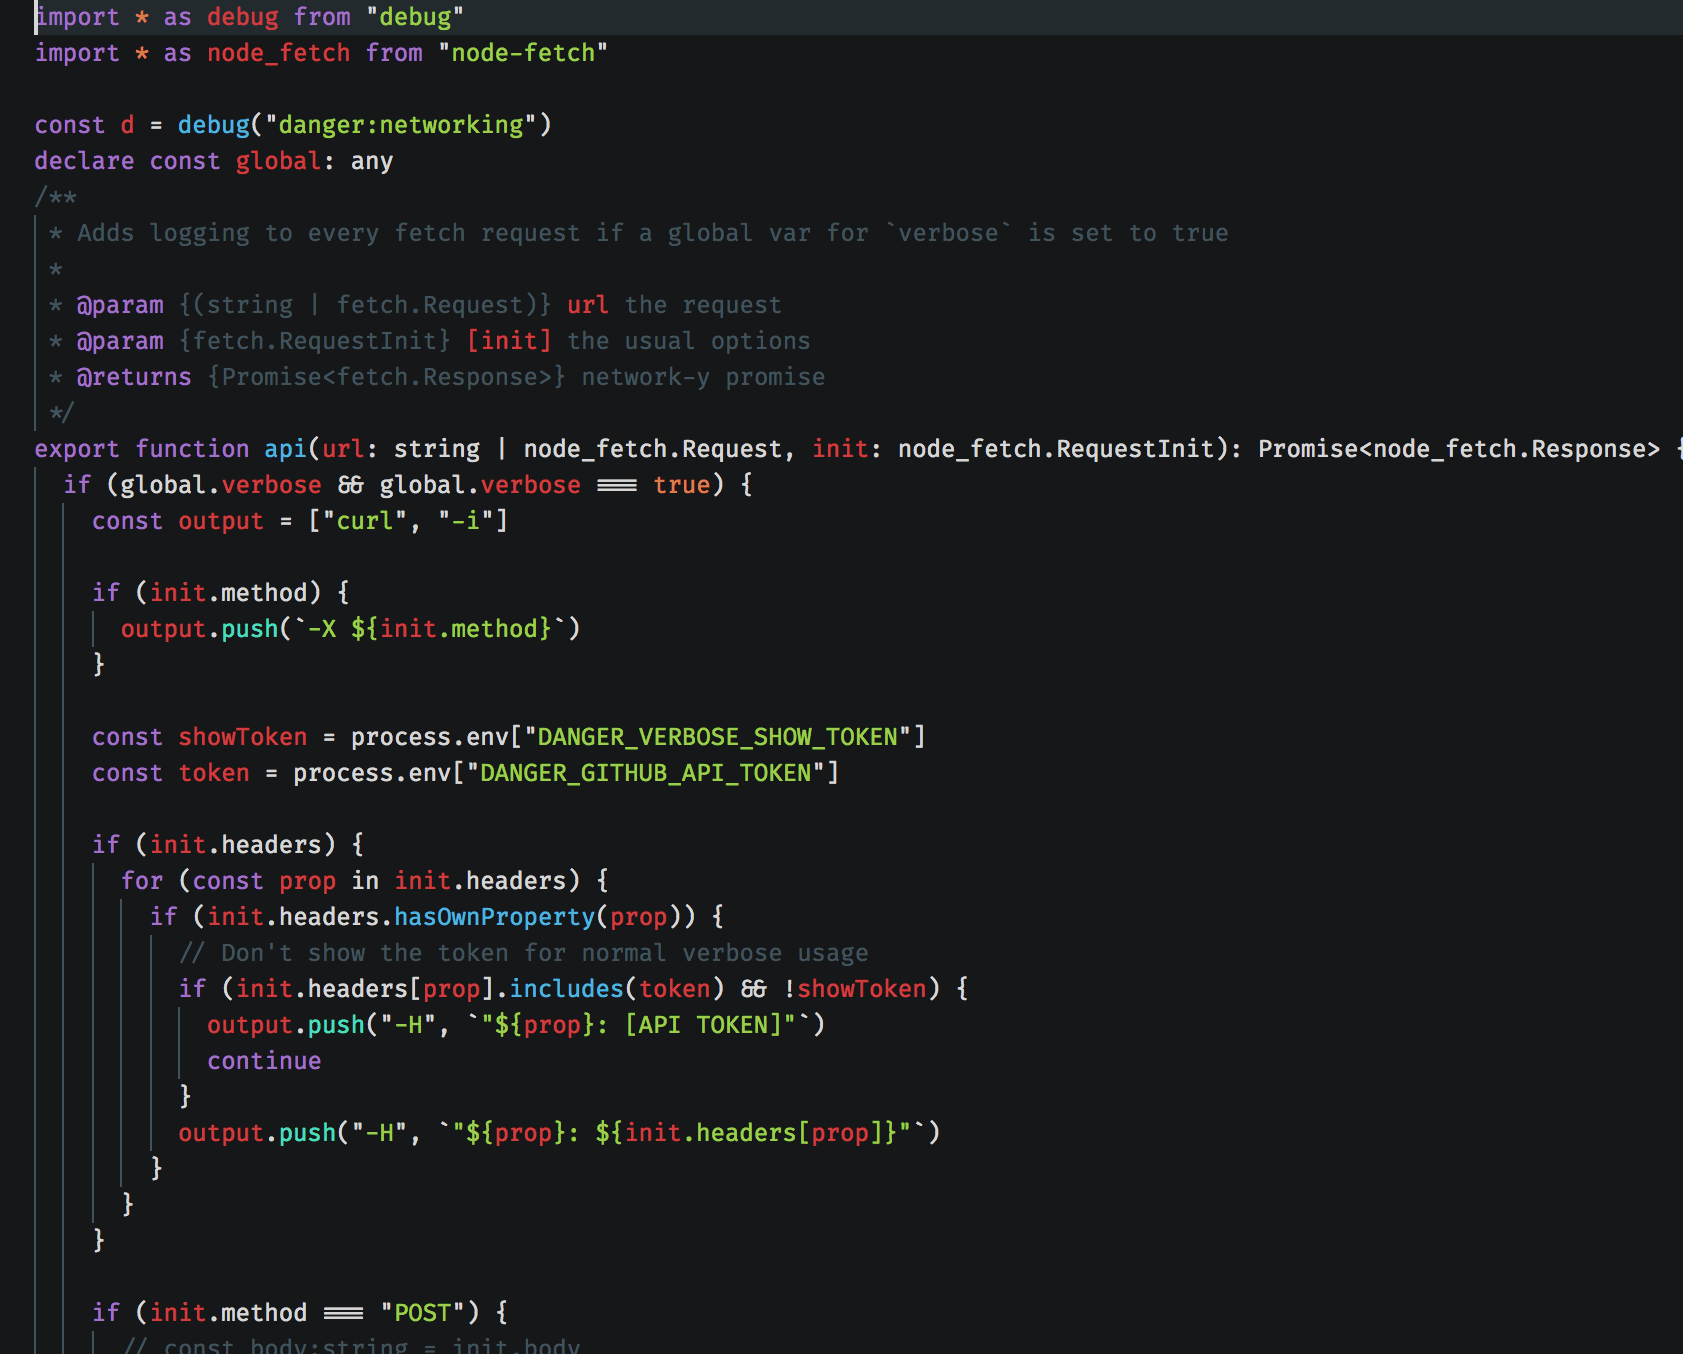 import * as debug from "debug"
import * as node_fetch from "node-fetch"

const d = debug("danger:networking")
declare const global: any
/**
 * Adds logging to every fetch request if a global var for `verbose` is set to true
 *
 * @param {(string | fetch.Request)} url the request
 * @param {fetch.RequestInit} [init] the usual options
 * @returns {Promise<fetch.Response>} network-y promise
 */
export function api(url: string | node_fetch.Request, init: node_fetch.RequestInit): Promise<node_fetch.Response> {
  if (global.verbose && global.verbose === true) {
    const output = ["curl", "-i"]

    if (init.method) {
      output.push(`-X ${init.method}`)
    }

    const showToken = process.env["DANGER_VERBOSE_SHOW_TOKEN"]
    const token = process.env["DANGER_GITHUB_API_TOKEN"]

    if (init.headers) {
      for (const prop in init.headers) {
        if (init.headers.hasOwnProperty(prop)) {
          // Don't show the token for normal verbose usage
          if (init.headers[prop].includes(token) && !showToken) {
            output.push("-H", `"${prop}: [API TOKEN]"`)
            continue
          }
          output.push("-H", `"${prop}: ${init.headers[prop]}"`)
        }
      }
    }

    if (init.method === "POST") {
      // const body:string = init.body